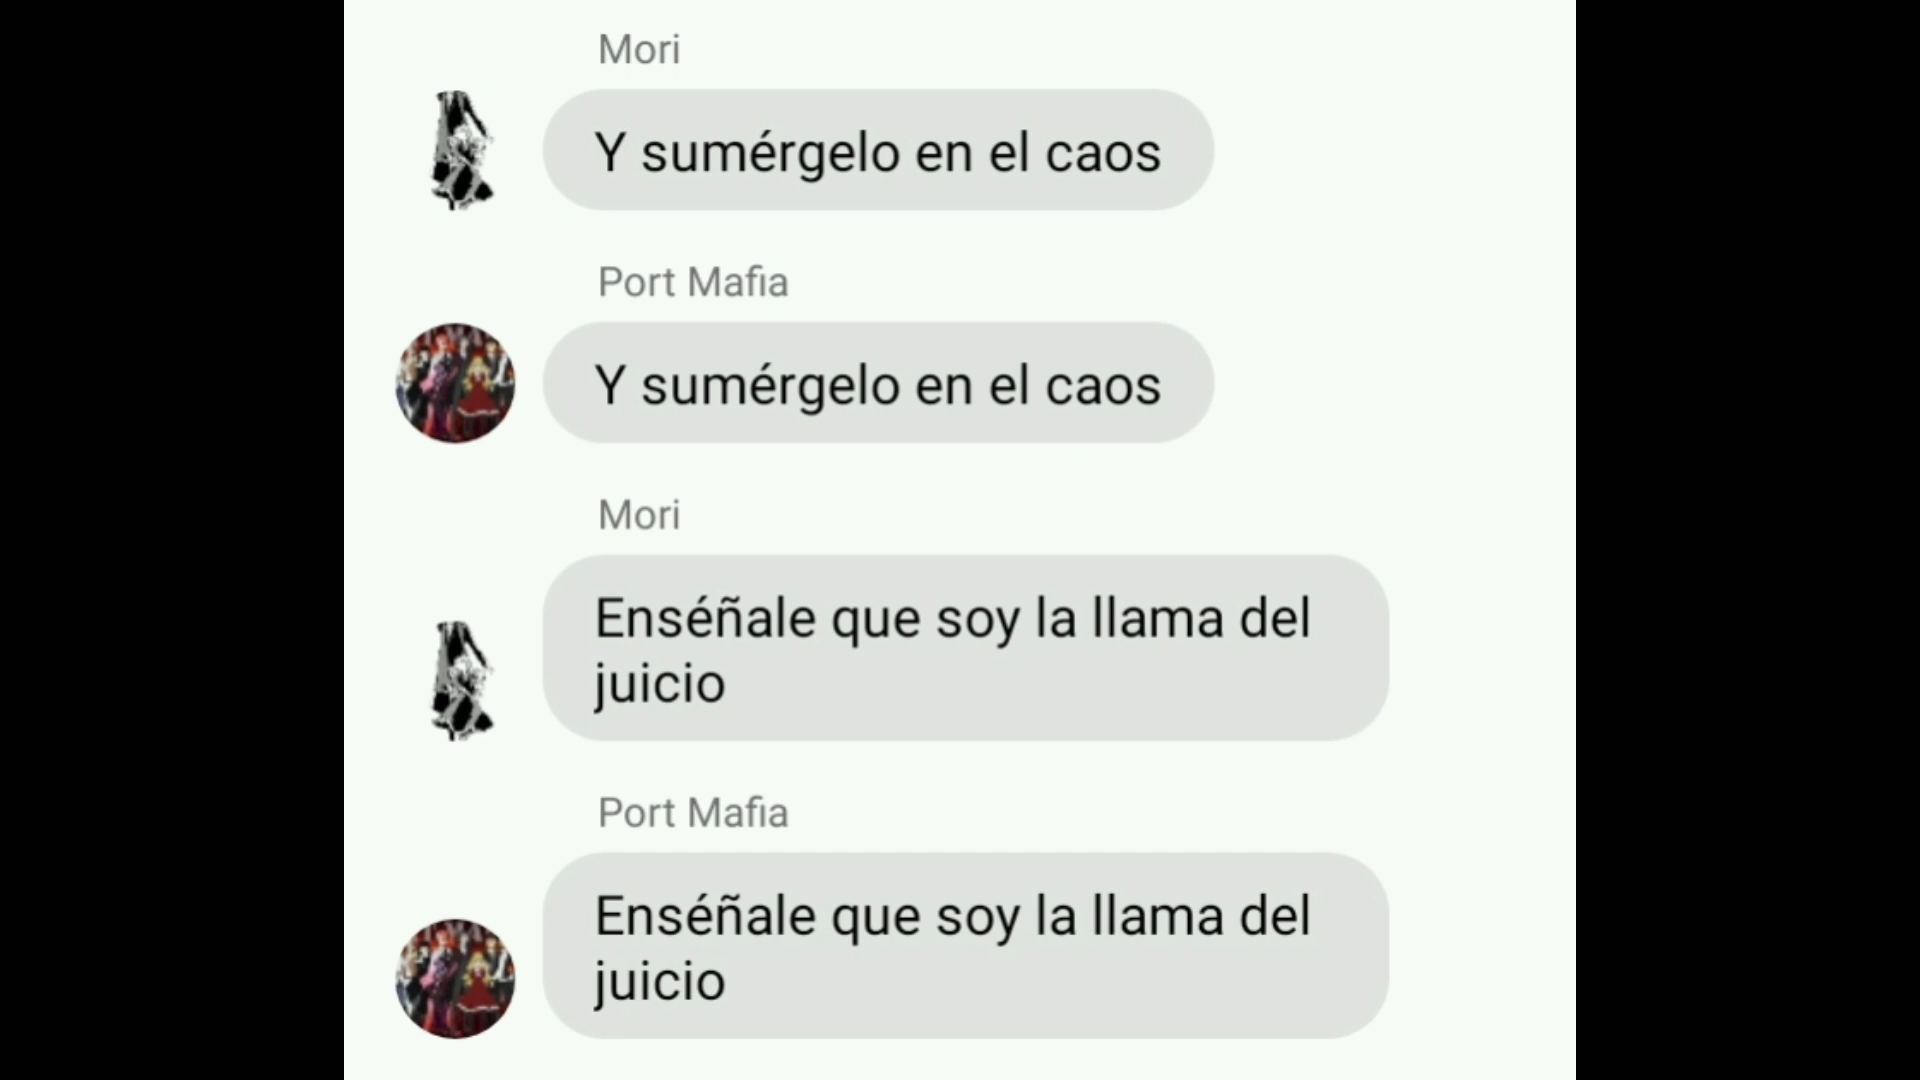 Mori
Y sumérgelo en el caos
Port Mafia
Y sumérgelo en el caos
Mori
Enséñale que soy la llama del
juicio
Port Mafia
Enséñale que soy la llama del
juicio